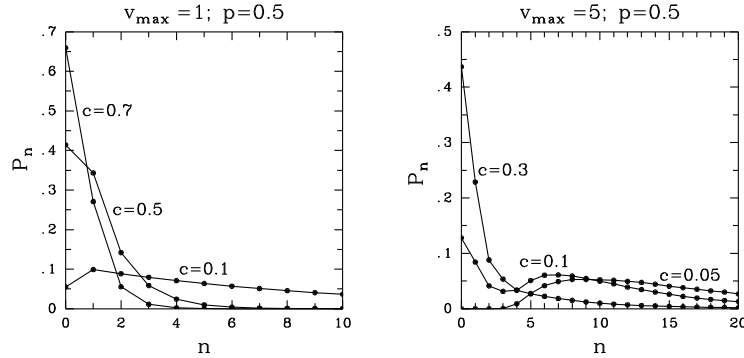 v_max=1; p=0.5
.7
.6
.5
.4
.3
.2
.1
0
P_n
c=0.7
c=0.5
c=0.1
0
2
4
6
8
10
n
v_max=5; p=0.5
.5
.4
.3
.2
.1
0
P_n
c=0.3
c=0.1
c=0.05
0
5
10
15
20
n